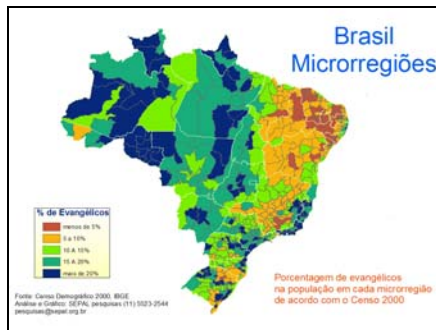 Brasil
Microrregiões
% de Evangélicos
menos de 5%
5 a 10%
10 A 15%
15 A 20%
mais de 20%
Porcentagem de evangélicos
na população em cada microrregião
de acordo com o Censo 2000
Fonte: Censo Demográfico 2000, IBGE
Análise e Gráfico: SEPAL pesquisas (11) 5523-2544
pesquisas@sepal.org.br